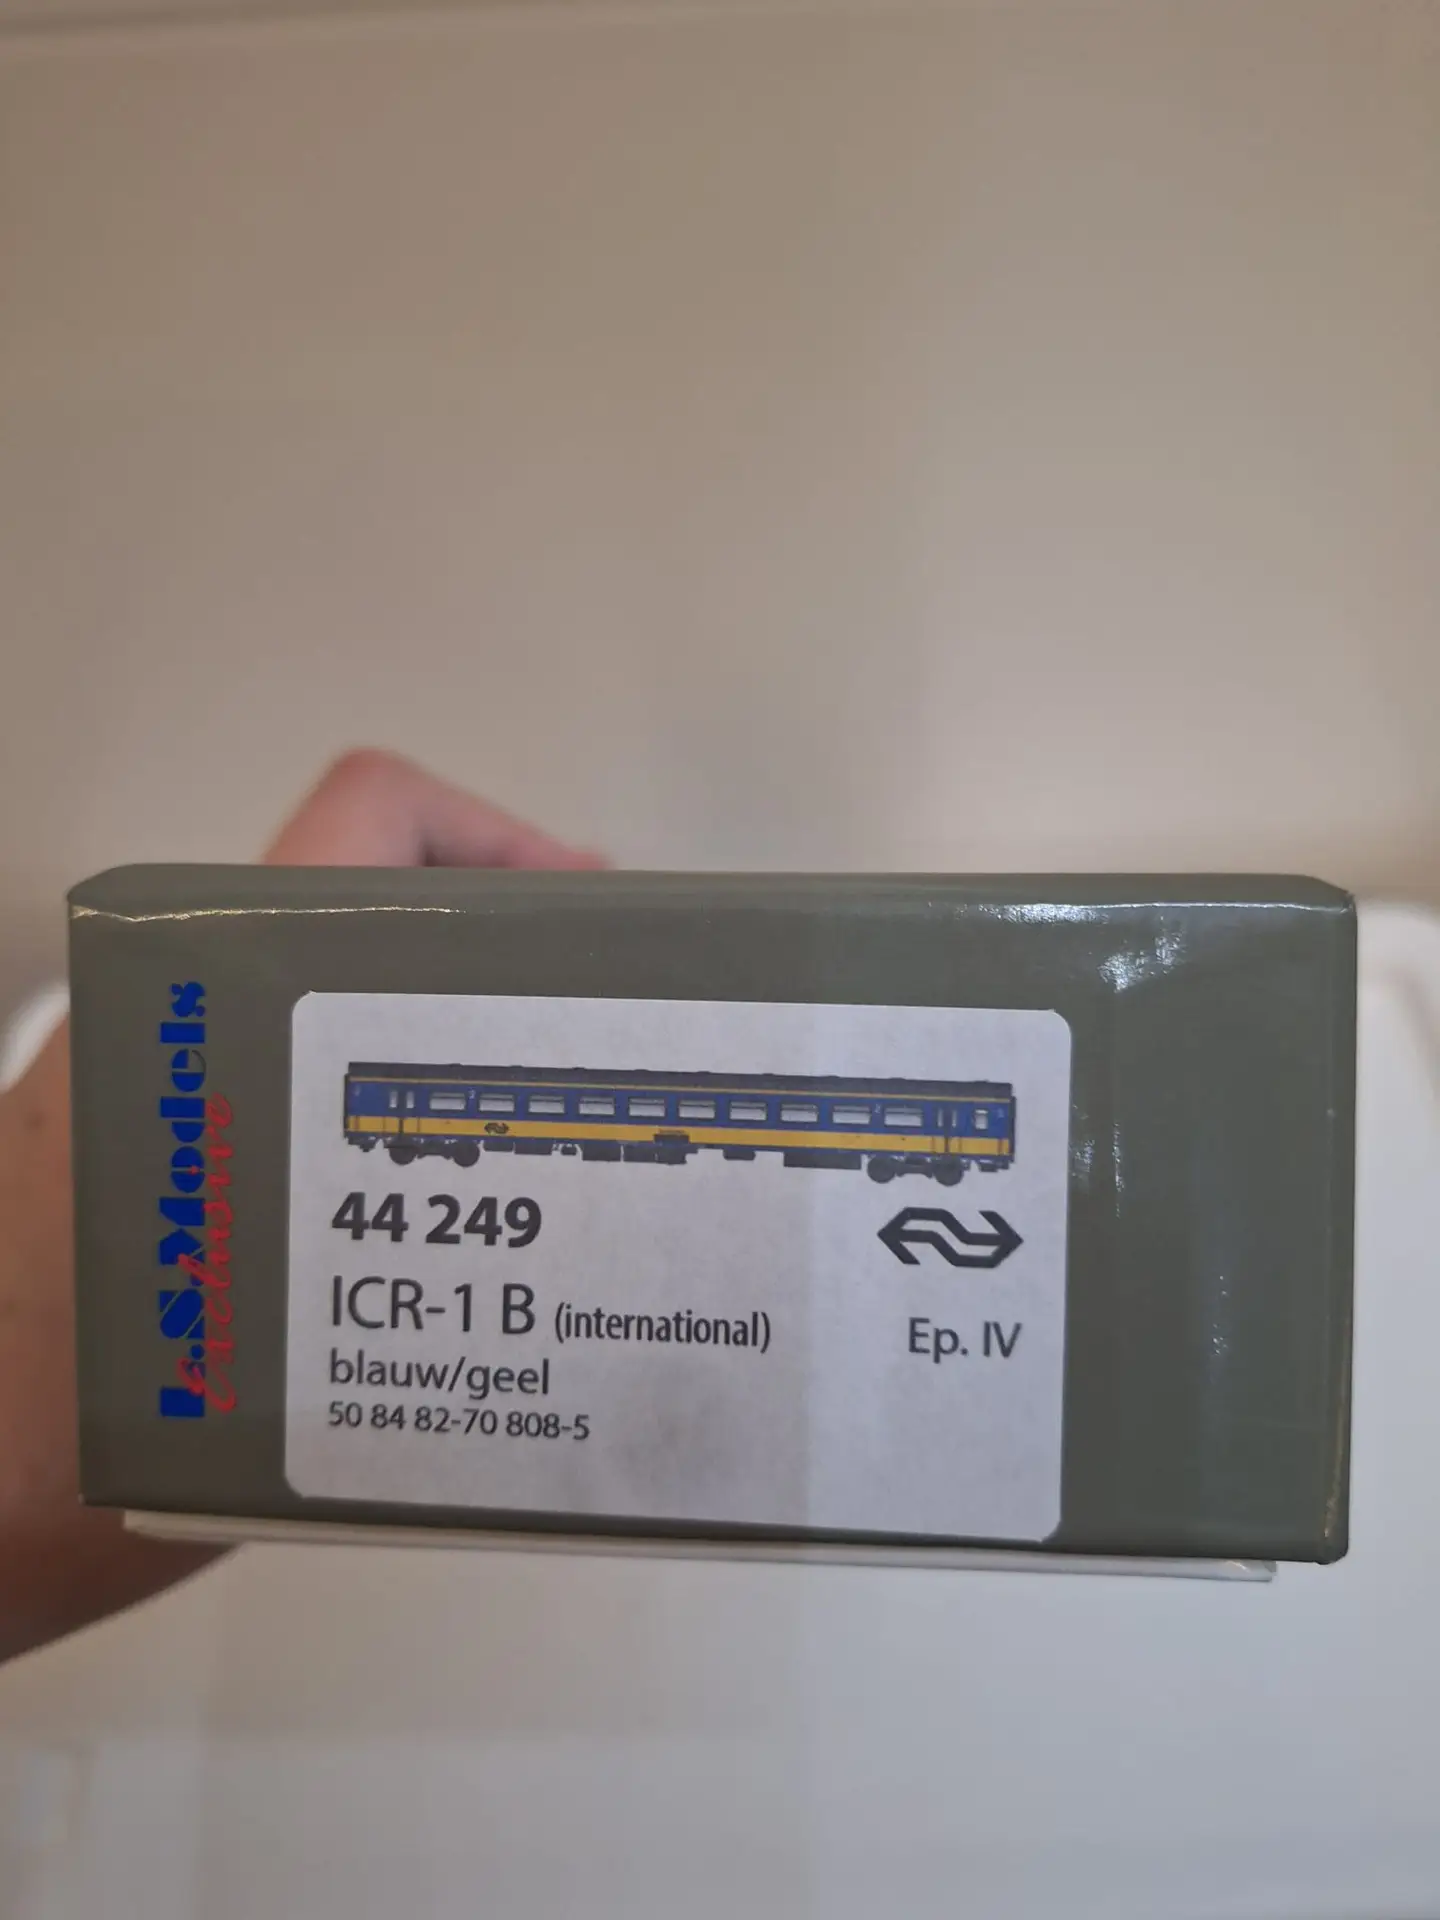 L.S.Models
Exclusive
44 249
ICR-1 B (international)
blauw/geel
50 84 82-70 808-5
Ep. IV